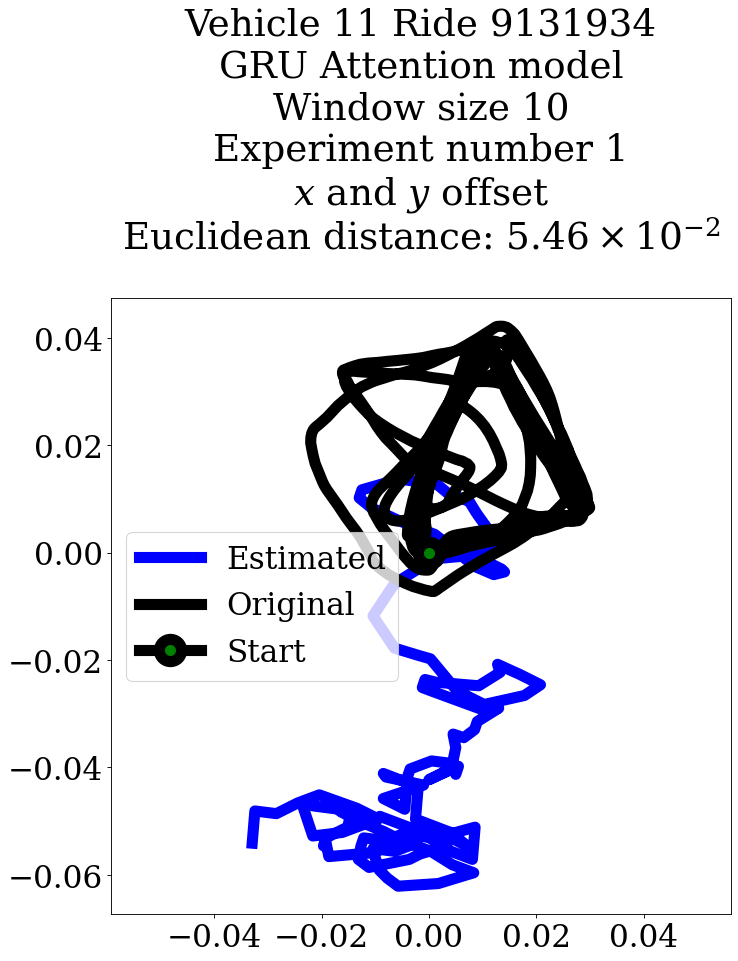 Vehicle 11 Ride 9131934
GRU Attention model
Window size 10
Experiment number 1
x and y offset
Euclidean distance: 5.46 × 10⁻²
0.04
0.02
0.00
−0.02
−0.04
−0.06
Estimated
Original
Start
−0.04 −0.02 0.00 0.02 0.04